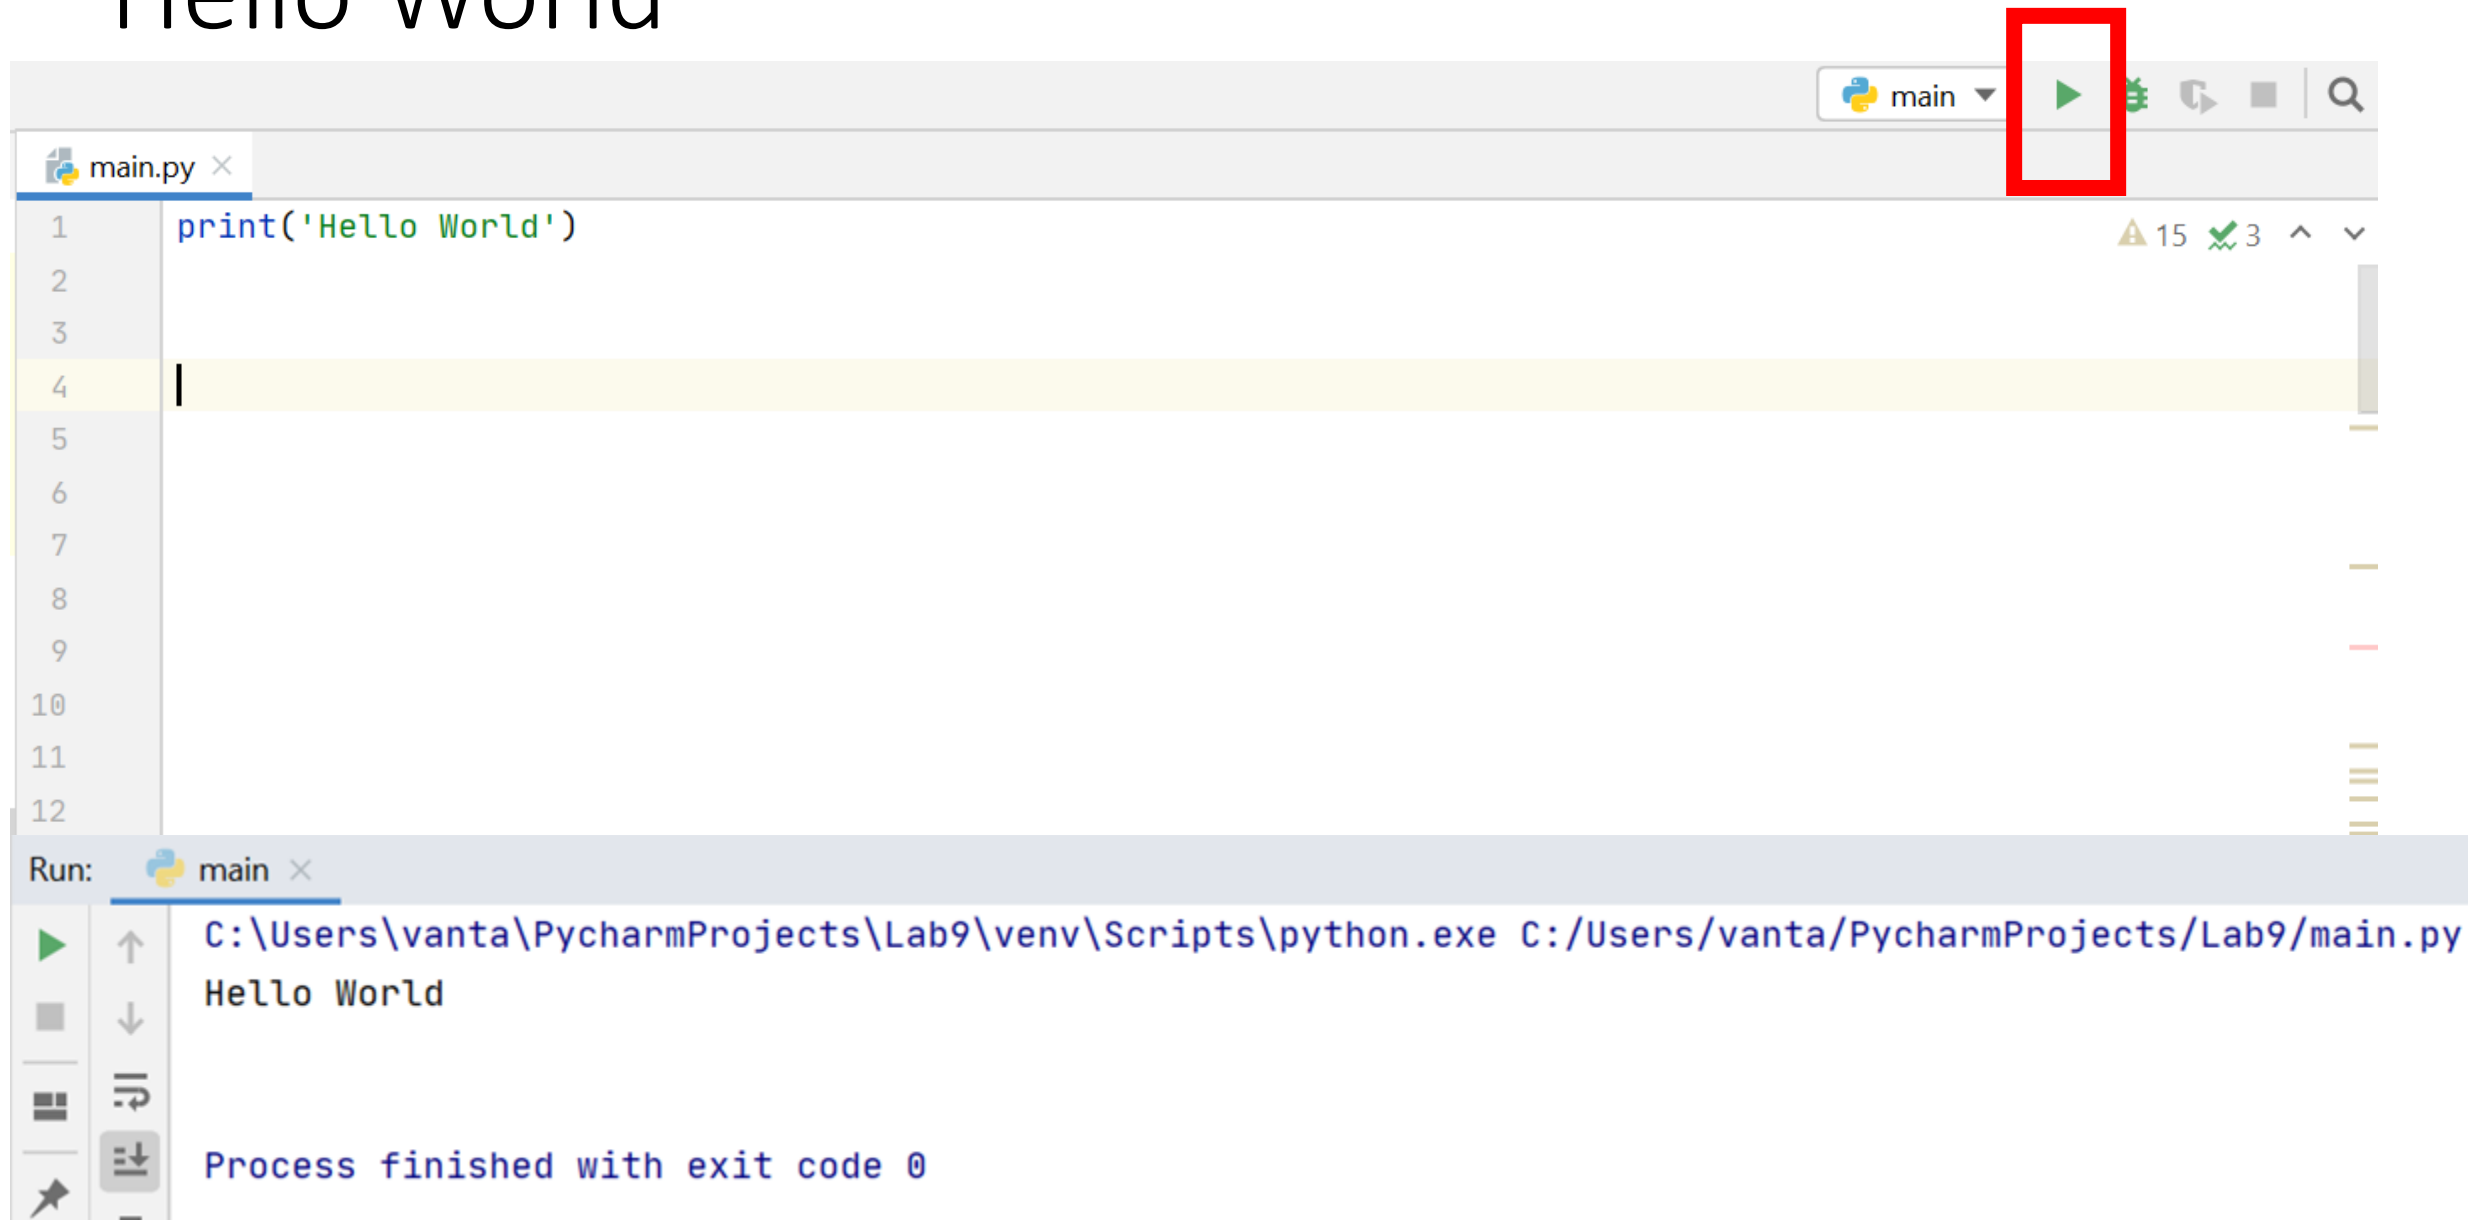 Hello World
main
main.py
1 print('Hello World')
15 3
2
3
4
5
6
7
8
9
10
11
12
Run: main
C:\Users\vanta\PycharmProjects\Lab9\venv\Scripts\python.exe C:/Users/vanta/PycharmProjects/Lab9/main.py
Hello World
Process finished with exit code 0